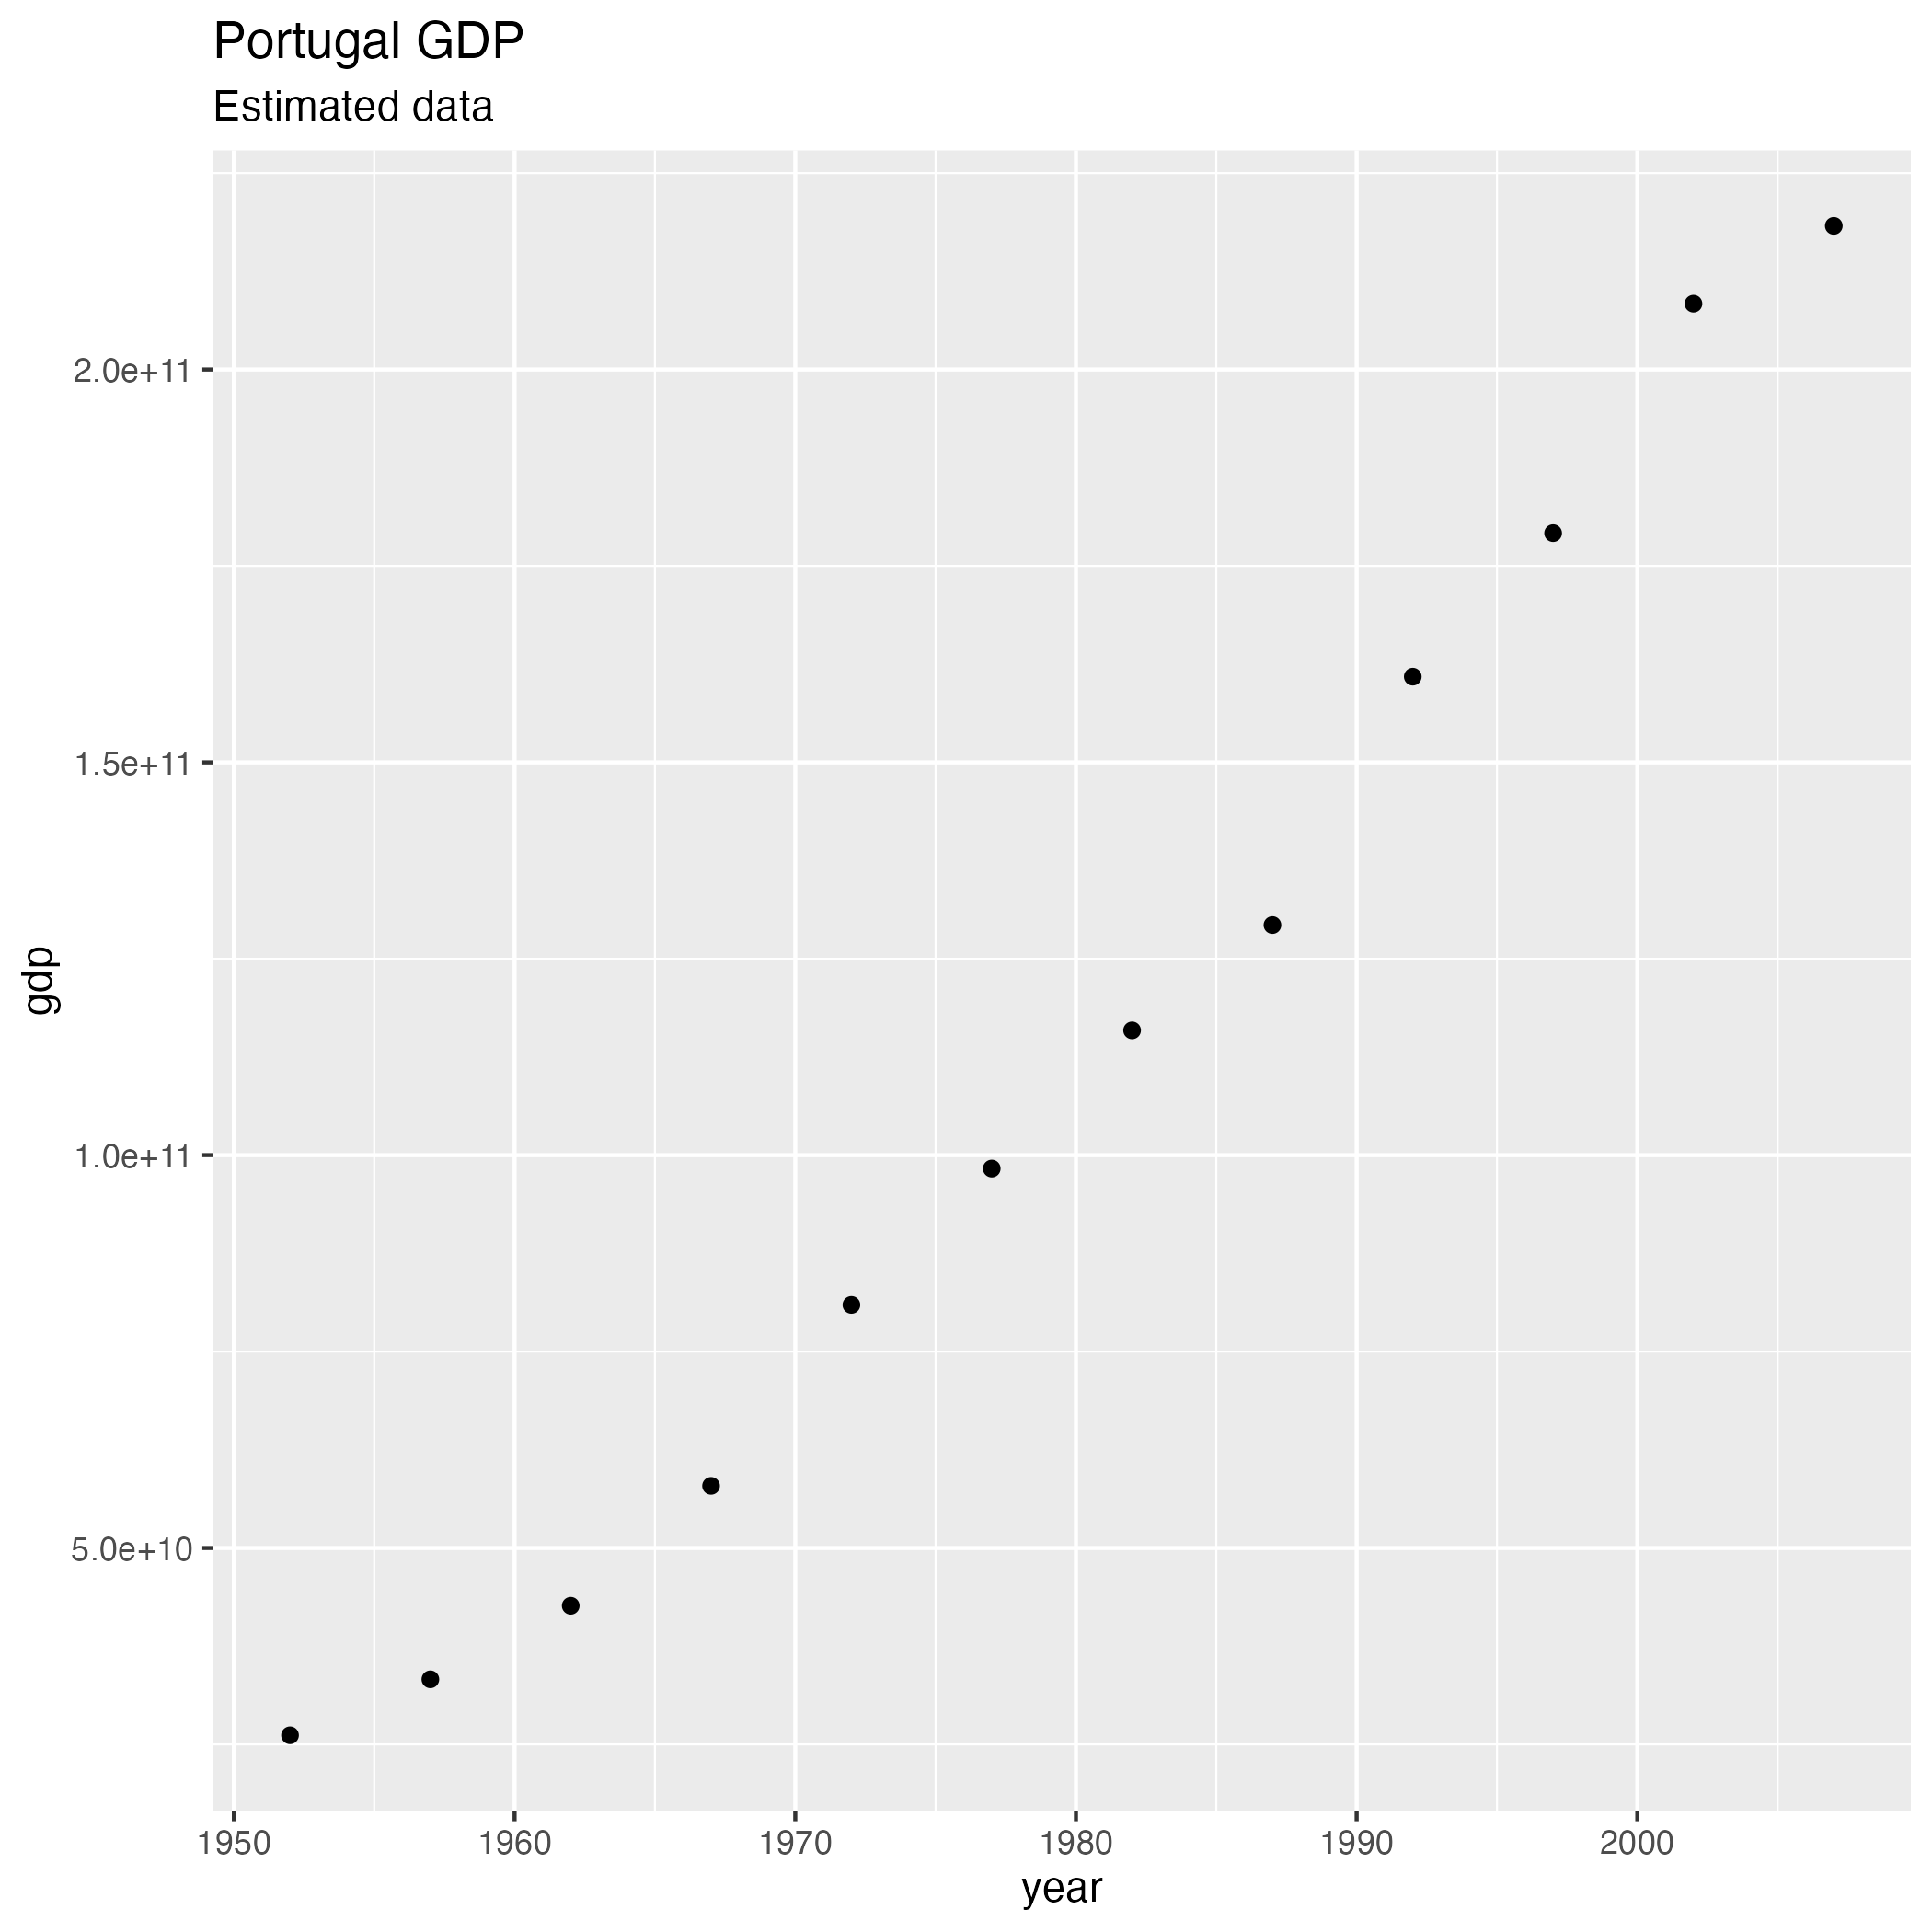 Portugal GDP
Estimated data
gdp
2.0e+11
1.5e+11
1.0e+11
5.0e+10
1950 1960 1970 1980 1990 2000
year